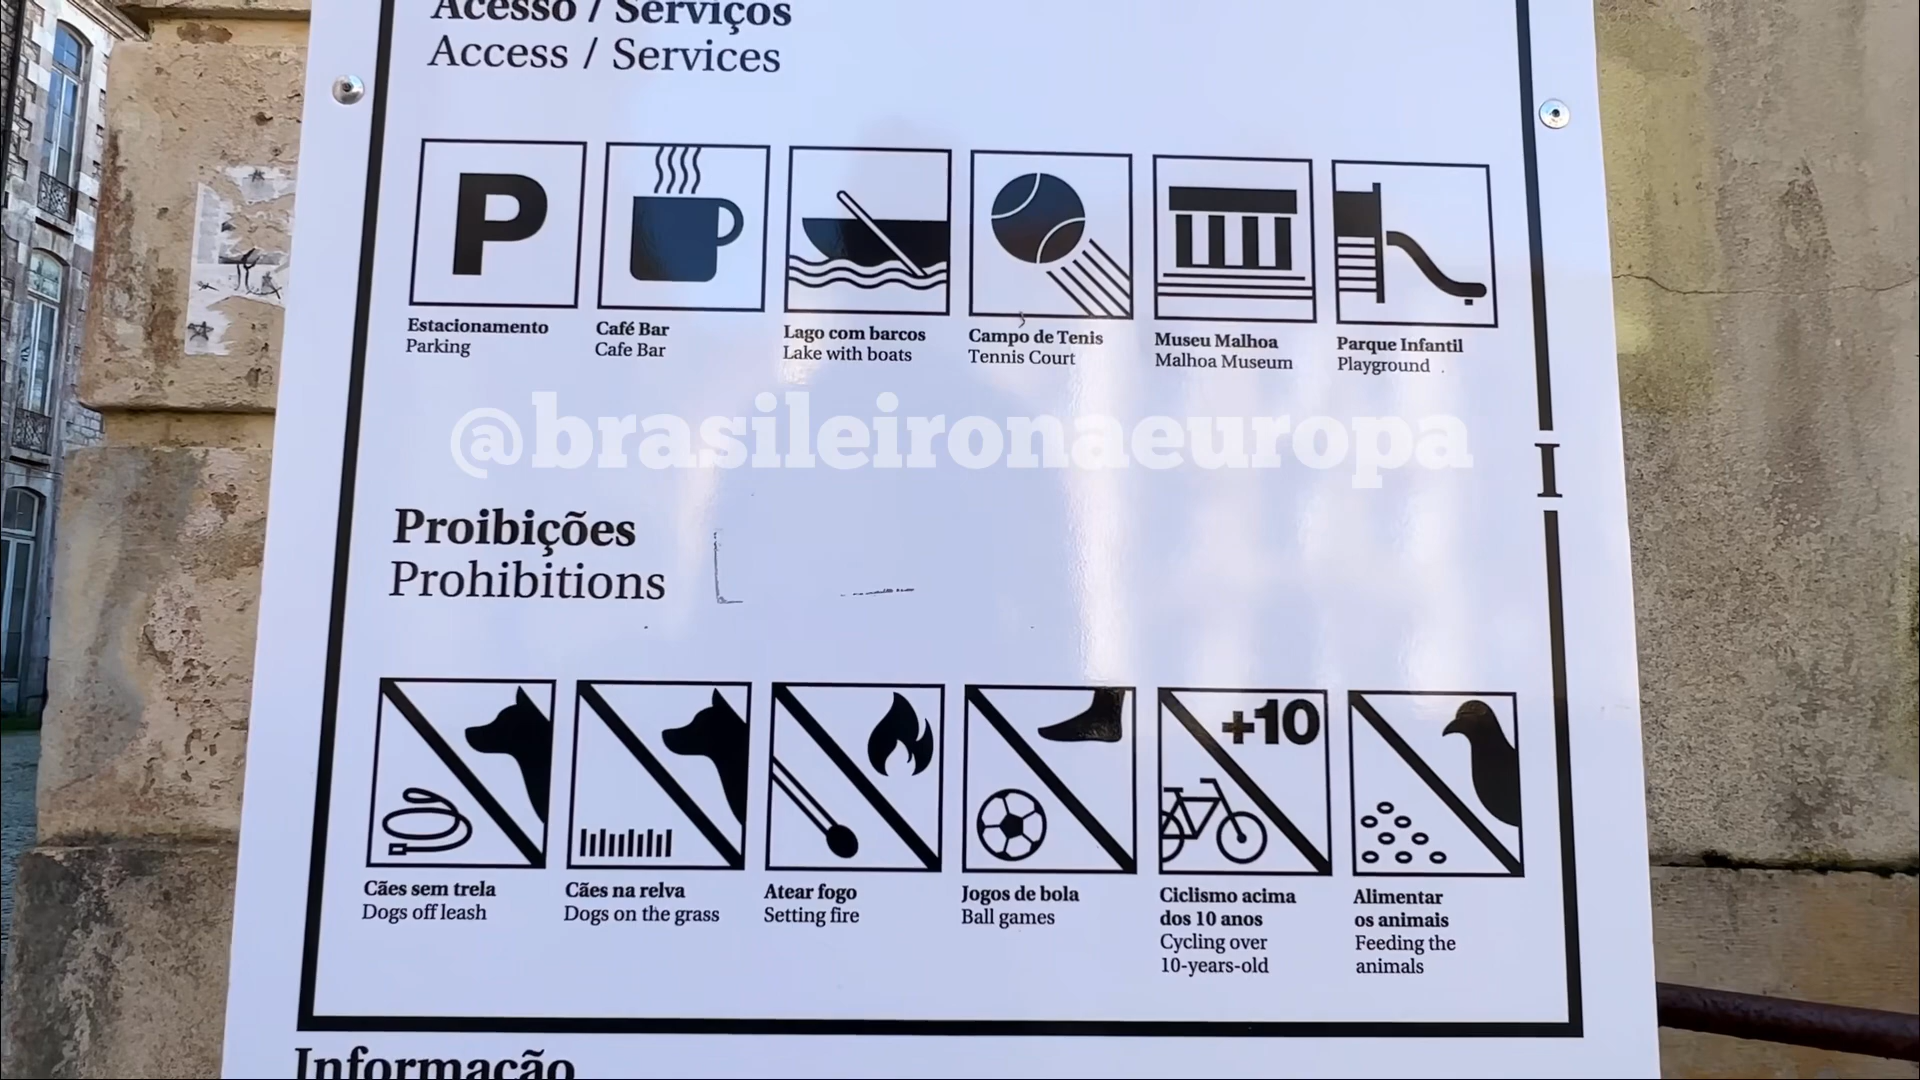 Acesso / Serviços
Access / Services
P
Estacionamento
Parking
Café Bar
Cafe Bar
Lago com barcos
Lake with boats
Campo de Tenis
Tennis Court
Museu Malhoa
Malhoa Museum
Parque Infantil
Playground
@brasileironaeuropa
I
Proibições
Prohibitions
+10
Cães sem trela
Dogs off leash
Cães na relva
Dogs on the grass
Atear fogo
Setting fire
Jogos de bola
Ball games
Ciclismo acima
dos 10 anos
Cycling over
10-years-old
Alimentar
os animais
Feeding the
animals
Informação